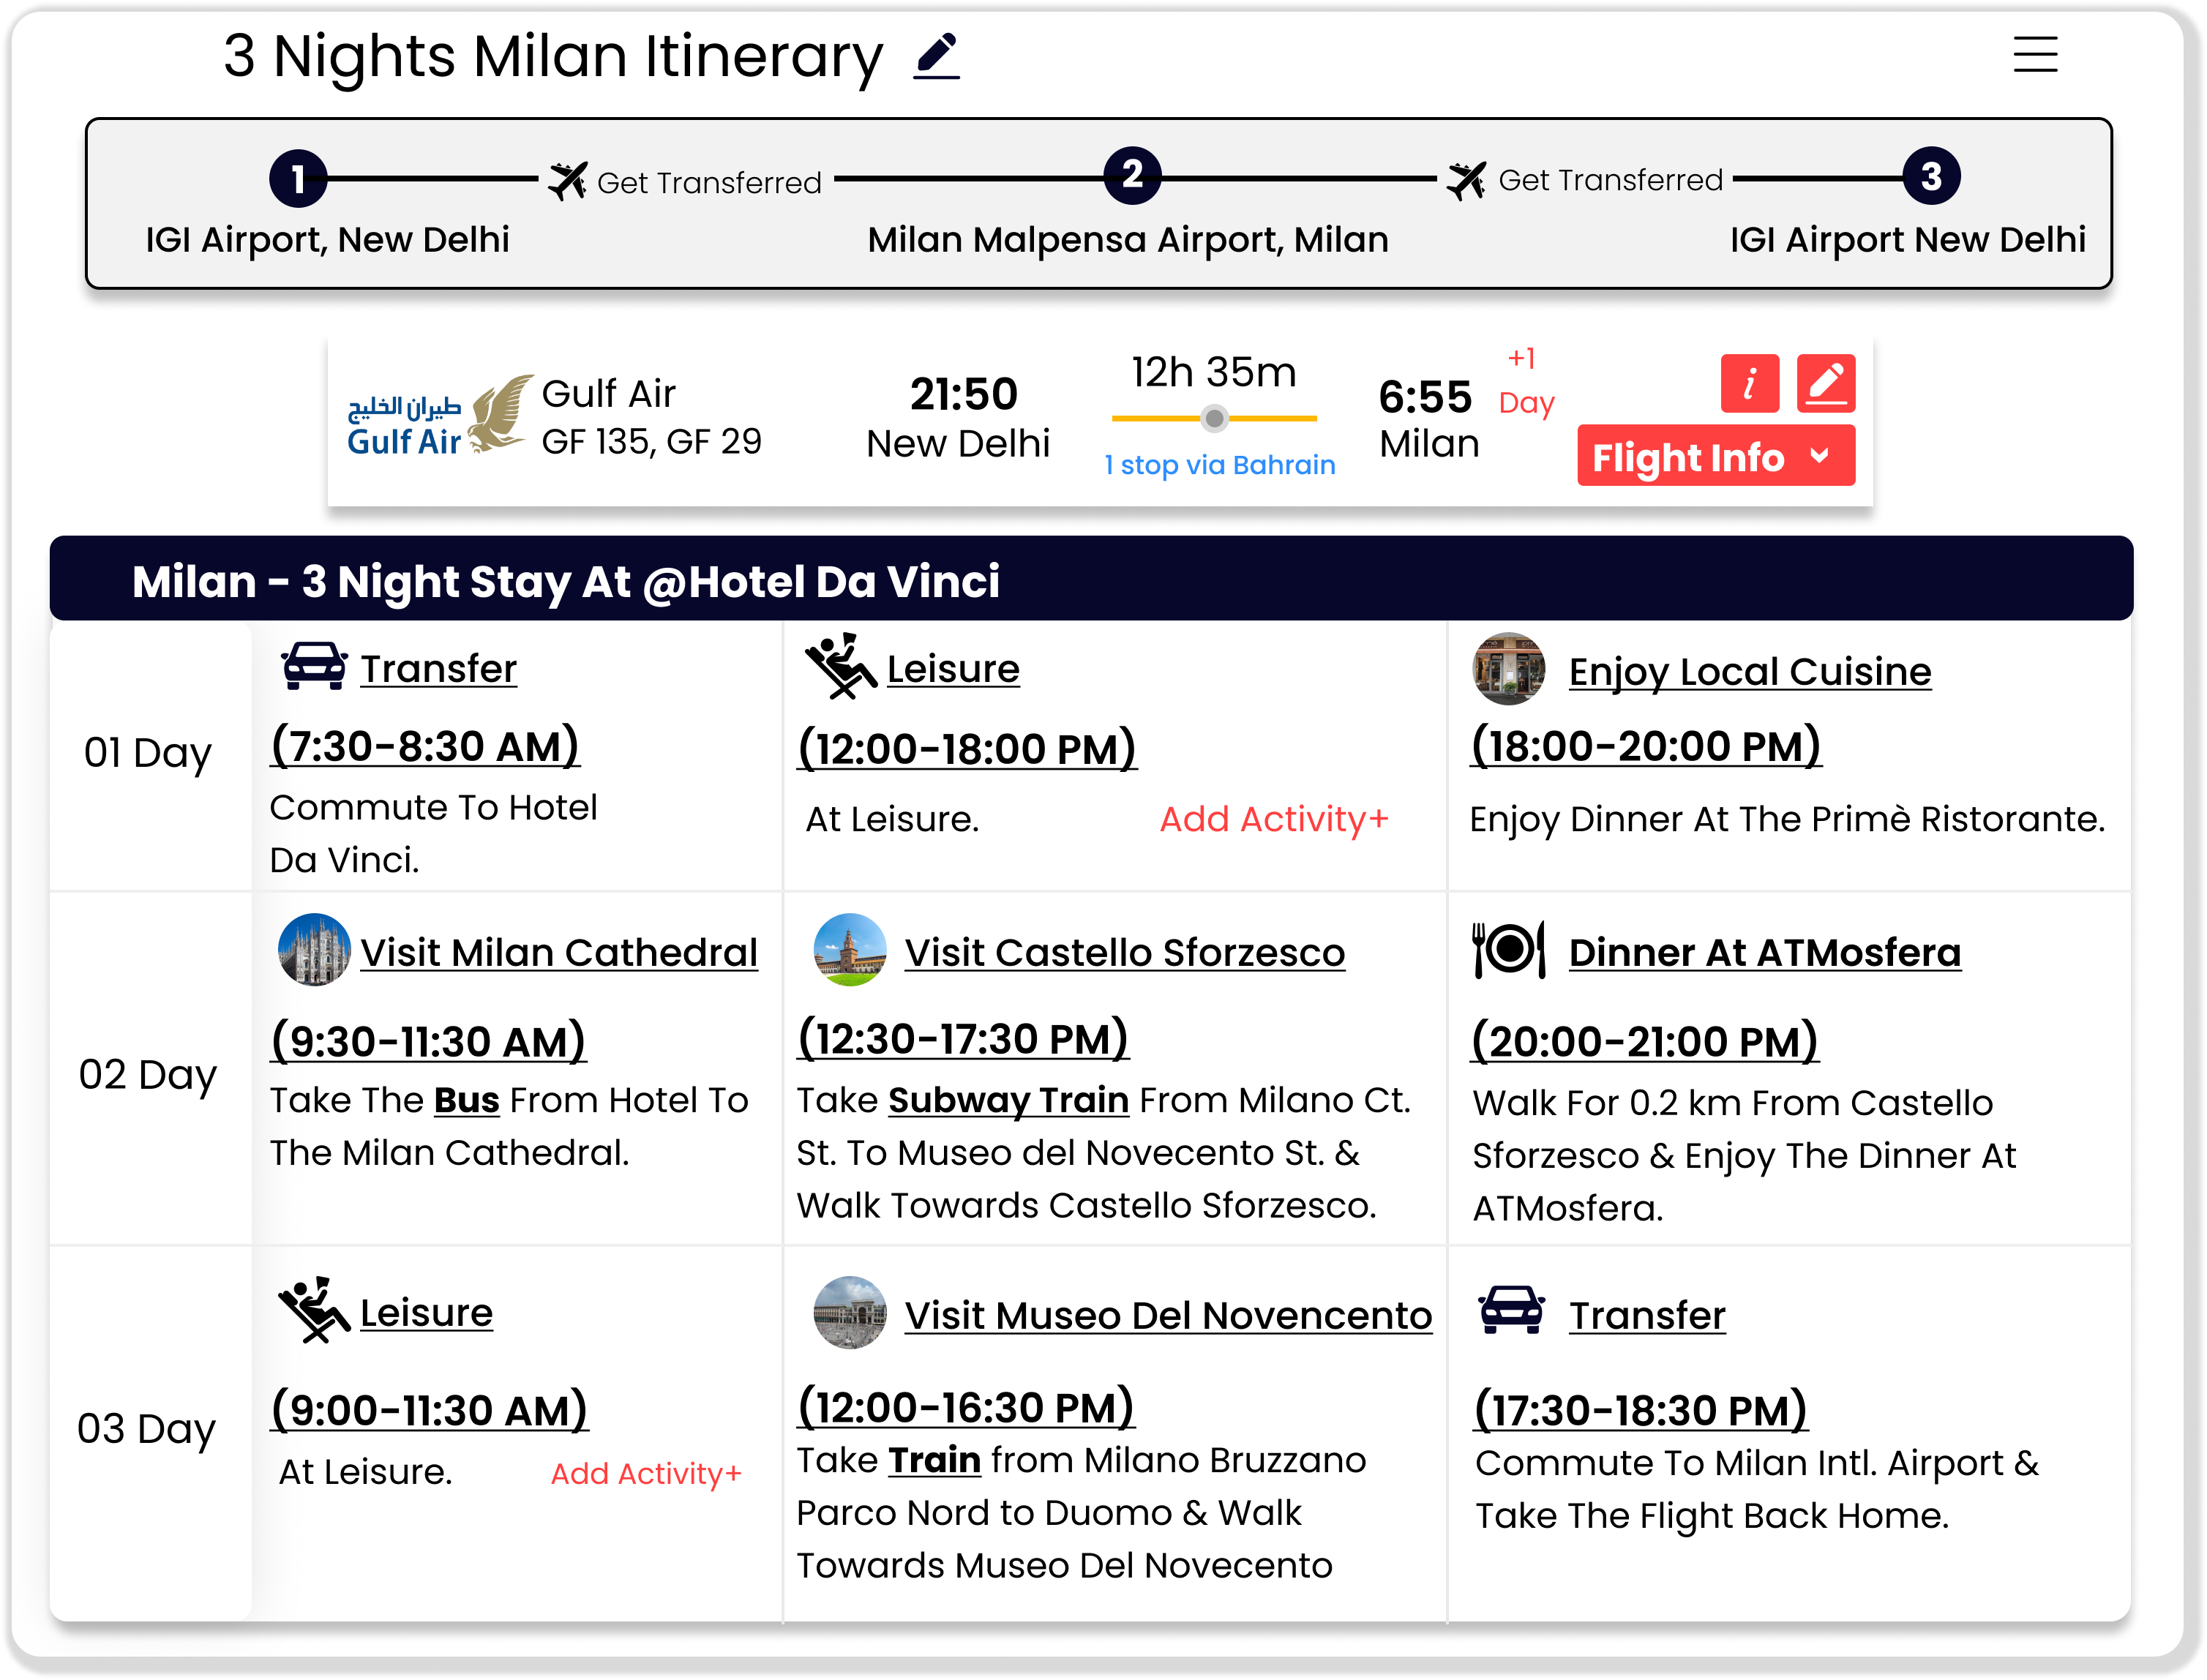 3 Nights Milan Itinerary
1
Get Transferred
2
Get Transferred
3
IGI Airport, New Delhi
Milan Malpensa Airport, Milan
IGI Airport New Delhi
طيران الخليج
Gulf Air
Gulf Air
GF 135, GF 29
21:50
New Delhi
12h 35m
1 stop via Bahrain
6:55
Milan
+1
Day
i
Flight Info
Milan - 3 Night Stay At @Hotel Da Vinci
01 Day
Transfer
(7:30-8:30 AM)
Commute To Hotel
Da Vinci.
Leisure
(12:00-18:00 PM)
At Leisure.
Add Activity+
Enjoy Local Cuisine
(18:00-20:00 PM)
Enjoy Dinner At The Primè Ristorante.
02 Day
Visit Milan Cathedral
(9:30-11:30 AM)
Take The Bus From Hotel To
The Milan Cathedral.
Visit Castello Sforzesco
(12:30-17:30 PM)
Take Subway Train From Milano Ct.
St. To Museo del Novecento St. &
Walk Towards Castello Sforzesco.
Dinner At ATMosfera
(20:00-21:00 PM)
Walk For 0.2 km From Castello
Sforzesco & Enjoy The Dinner At
ATMosfera.
03 Day
Leisure
(9:00-11:30 AM)
At Leisure.
Add Activity+
Visit Museo Del Novencento
(12:00-16:30 PM)
Take Train from Milano Bruzzano
Parco Nord to Duomo & Walk
Towards Museo Del Novecento
Transfer
(17:30-18:30 PM)
Commute To Milan Intl. Airport &
Take The Flight Back Home.